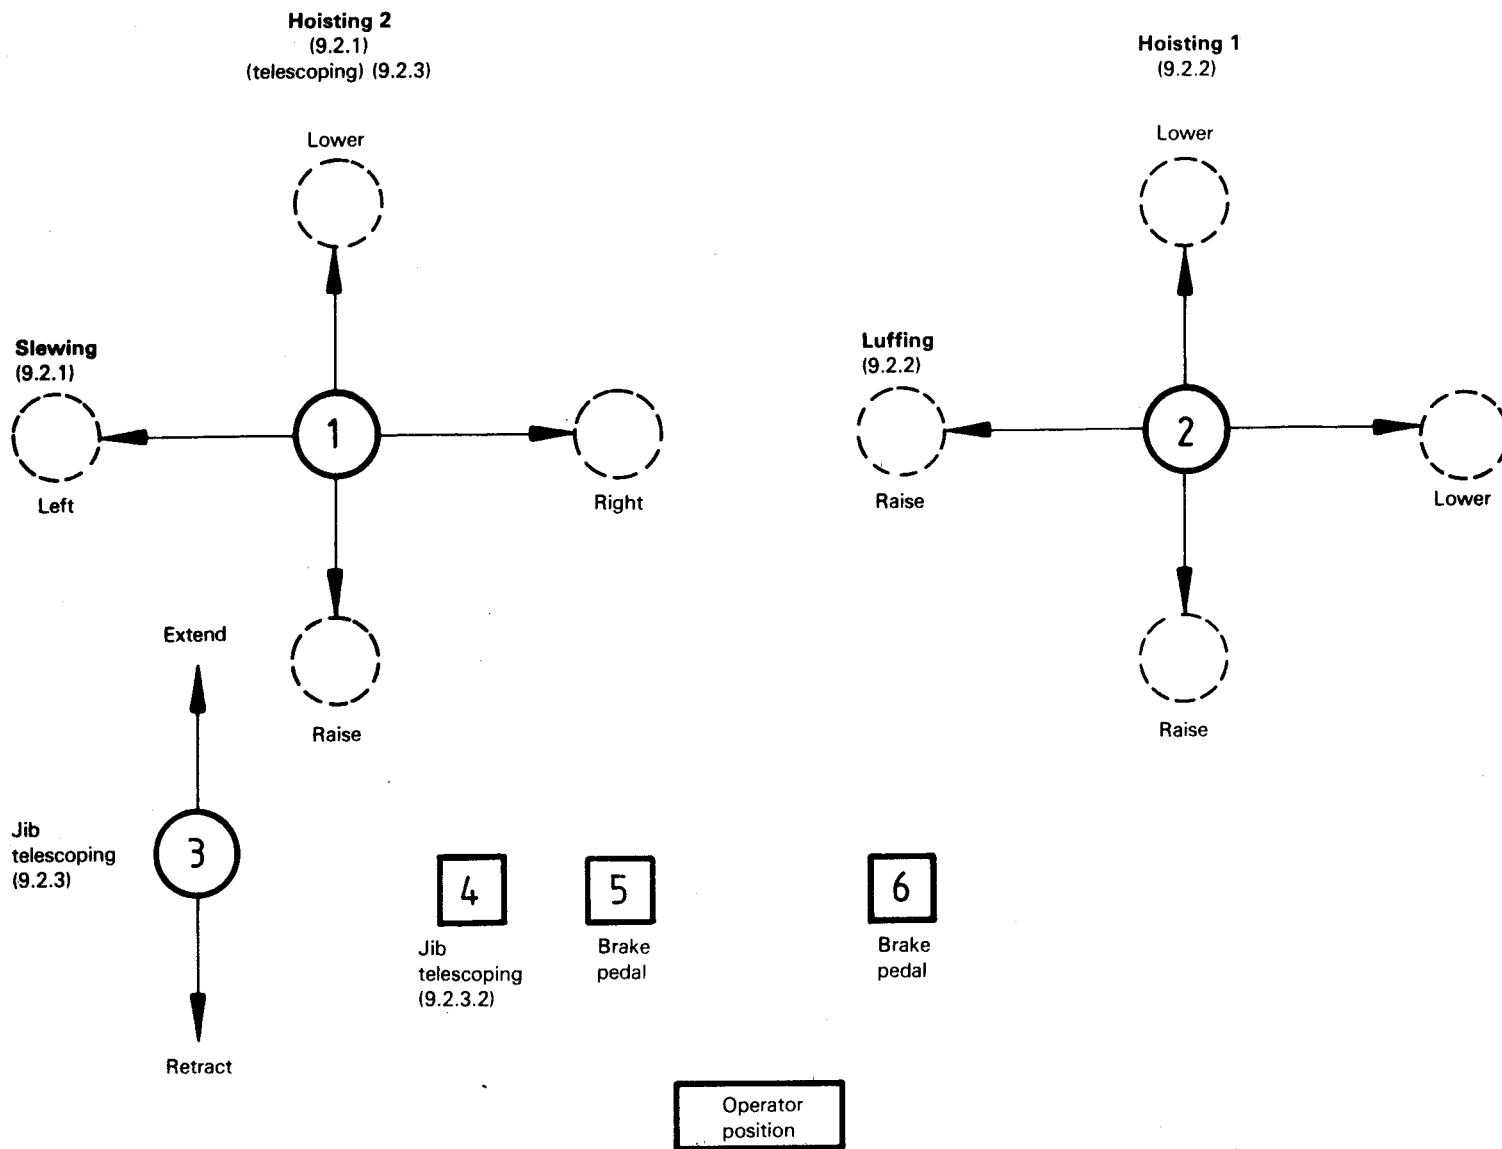 Hoisting 2
(9.2.1)
(telescoping) (9.2.3)
Lower
Slewing
(9.2.1)
1
Left
Right
Raise
Hoisting 1
(9.2.2)
Lower
Luffing
(9.2.2)
2
Raise
Lower
Raise
Extend
Jib
telescoping
(9.2.3)
3
Retract
4
Jib
telescoping
(9.2.3.2)
5
Brake
pedal
6
Brake
pedal
Operator
position